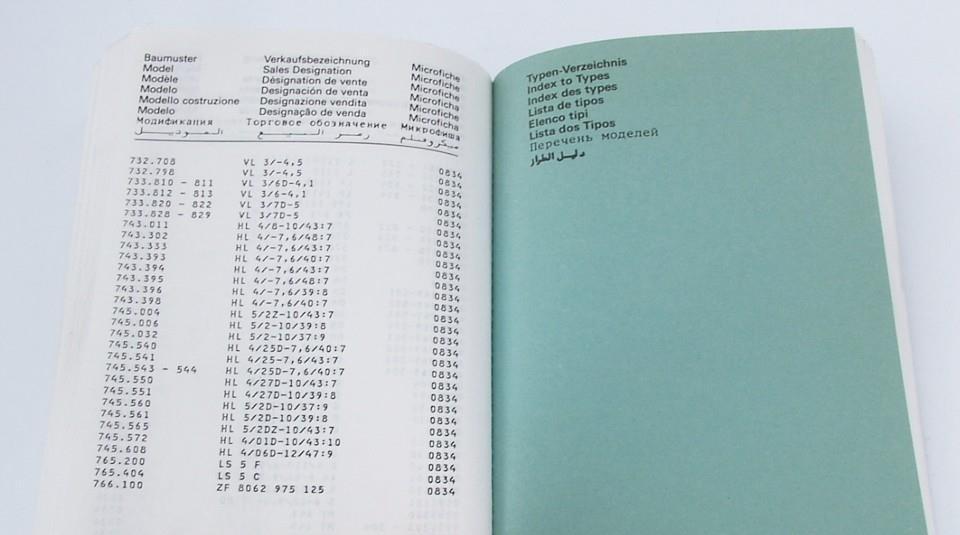 Baumuster Verkaufsbezeichnung Microfiche
Model Sales Designation Microfiche
Modèle Désignation de vente Microfiche
Modelo Designación de venta Microficha
Modello costruzione Designazione vendita Microfiche
Modelo Designação de venda Microficha
Модификация Торговое обозначение Микрофиша
الموديل رمز البيع ميكروفلم
732.708 VL 3/-4,5 0834
732.798 VL 3/-4,5 0834
733.810 - 811 VL 3/6D-4,1 0834
733.812 - 813 VL 3/6-4,1 0834
733.820 - 822 VL 3/7D-5 0834
733.828 - 829 VL 3/7D-5 0834
743.011 HL 4/8-10/43:7 0834
743.302 HL 4/-7,6/48:7 0834
743.333 HL 4/-7,6/43:7 0834
743.393 HL 4/-7,6/40:7 0834
743.394 HL 4/-7,6/43:7 0834
743.395 HL 4/-7,6/48:7 0834
743.396 HL 4/-7,6/39:8 0834
743.398 HL 4/-7,6/40:7 0834
745.004 HL 5/2Z-10/43:7 0834
745.006 HL 5/2-10/39:8 0834
745.032 HL 5/2-10/37:9 0834
745.540 HL 4/25D-7,6/40:7 0834
745.541 HL 4/25-7,6/43:7 0834
745.543 - 544 HL 4/25D-7,6/40:7 0834
745.550 HL 4/27D-10/43:7 0834
745.551 HL 4/27D-10/39:8 0834
745.560 HL 5/2D-10/37:9 0834
745.561 HL 5/2D-10/39:8 0834
745.565 HL 5/2DZ-10/43:7 0834
745.572 HL 4/01D-10/43:10 0834
745.608 HL 4/06D-12/47:9 0834
765.200 LS 5 F 0834
765.404 LS 5 C 0834
766.100 ZF 8062 975 125 0834
Typen-Verzeichnis
Index to Types
Index des types
Lista de tipos
Elenco tipi
Lista dos Tipos
Перечень моделей
دليل الطراز